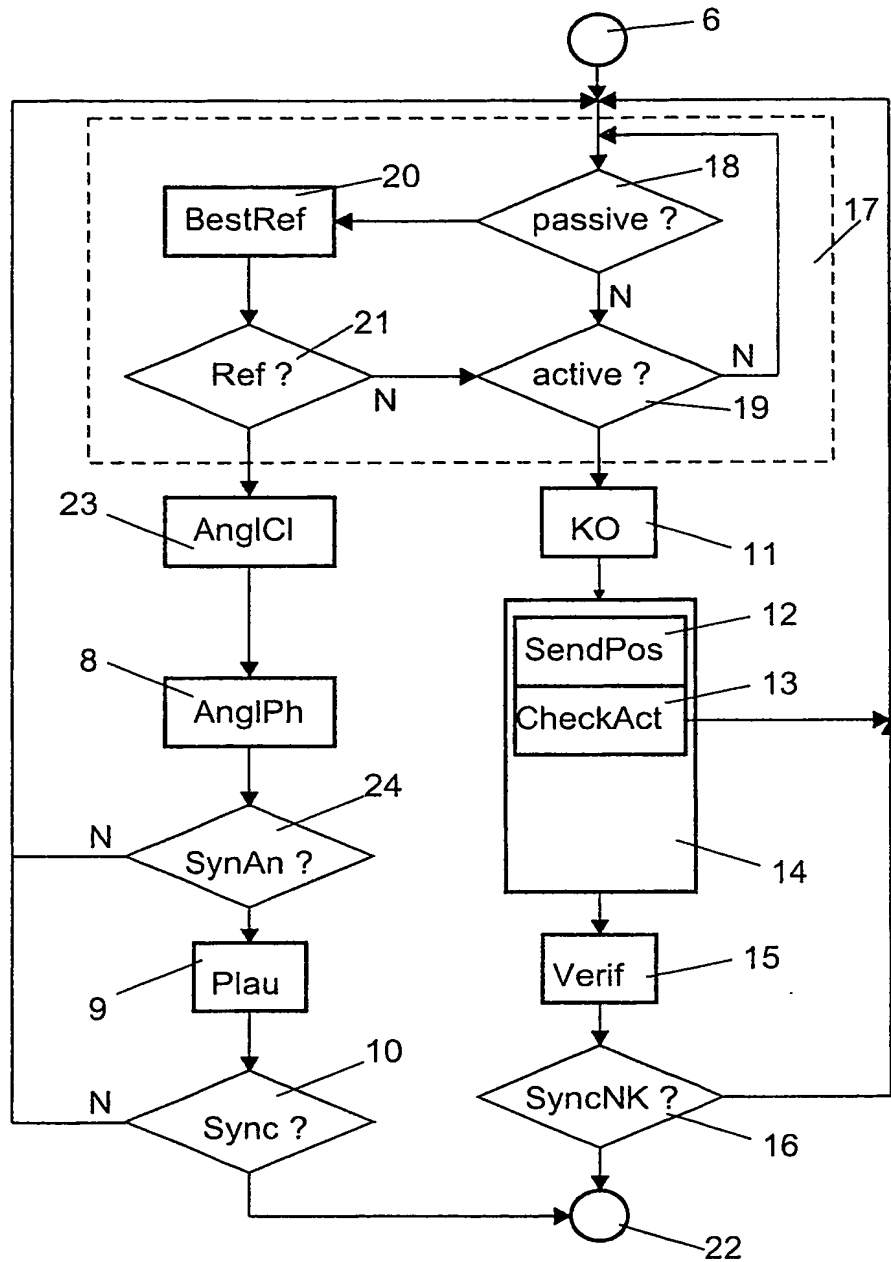 6
18
20
BestRef
passive ?
17
N
21
Ref ?
N
active ?
N
19
23
AnglCl
KO
11
12
SendPos
8
13
AnglPh
CheckAct
24
N
SynAn ?
14
9
Plau
15
Verif
10
N
Sync ?
SyncNK ?
16
22